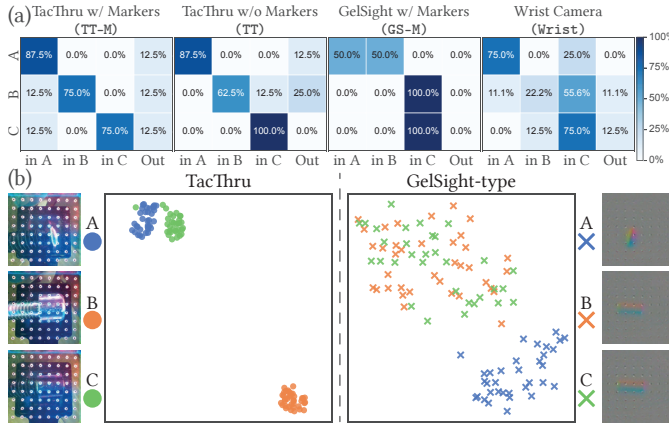 (a) TacThru w/ Markers TacThru w/o Markers GelSight w/ Markers Wrist Camera
(TT-M) (TT) (GS-M) (Wrist)
A 87.5% 0.0% 0.0% 12.5% 87.5% 0.0% 0.0% 12.5% 50.0% 50.0% 0.0% 0.0% 75.0% 0.0% 25.0% 0.0% 100%
75%
B 12.5% 75.0% 0.0% 12.5% 0.0% 62.5% 12.5% 25.0% 0.0% 0.0% 100.0% 0.0% 11.1% 22.2% 55.6% 11.1% 50%
25%
C 12.5% 0.0% 75.0% 12.5% 0.0% 0.0% 100.0% 0.0% 0.0% 0.0% 100.0% 0.0% 0.0% 12.5% 75.0% 12.5% 0%
in A in B in C Out in A in B in C Out in A in B in C Out in A in B in C Out
(b) TacThru GelSight-type
A A
B B
C C